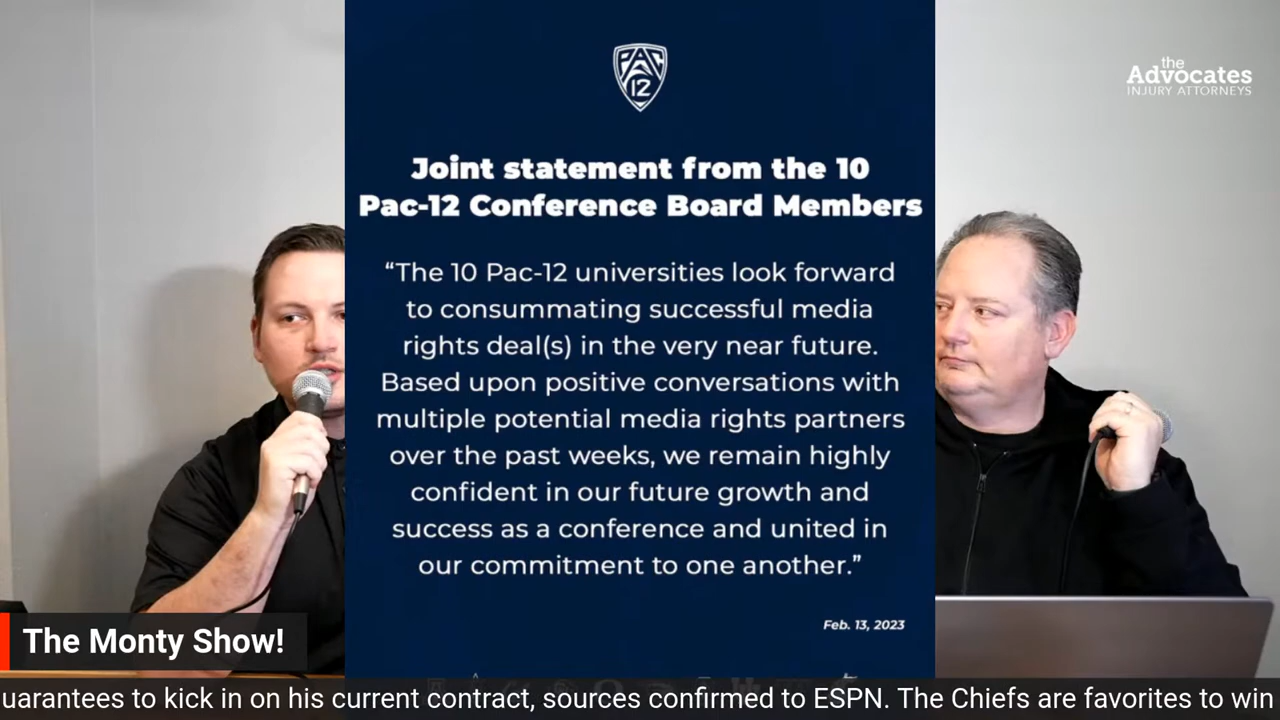 PAC
12
the
Advocates
INJURY ATTORNEYS
Joint statement from the 10
Pac-12 Conference Board Members
“The 10 Pac-12 universities look forward
to consummating successful media
rights deal(s) in the very near future.
Based upon positive conversations with
multiple potential media rights partners
over the past weeks, we remain highly
confident in our future growth and
success as a conference and united in
our commitment to one another.”
Feb. 13, 2023
The Monty Show!
to kick in on his current contract, sources confirmed to ESPN. The Chiefs are favorites to win